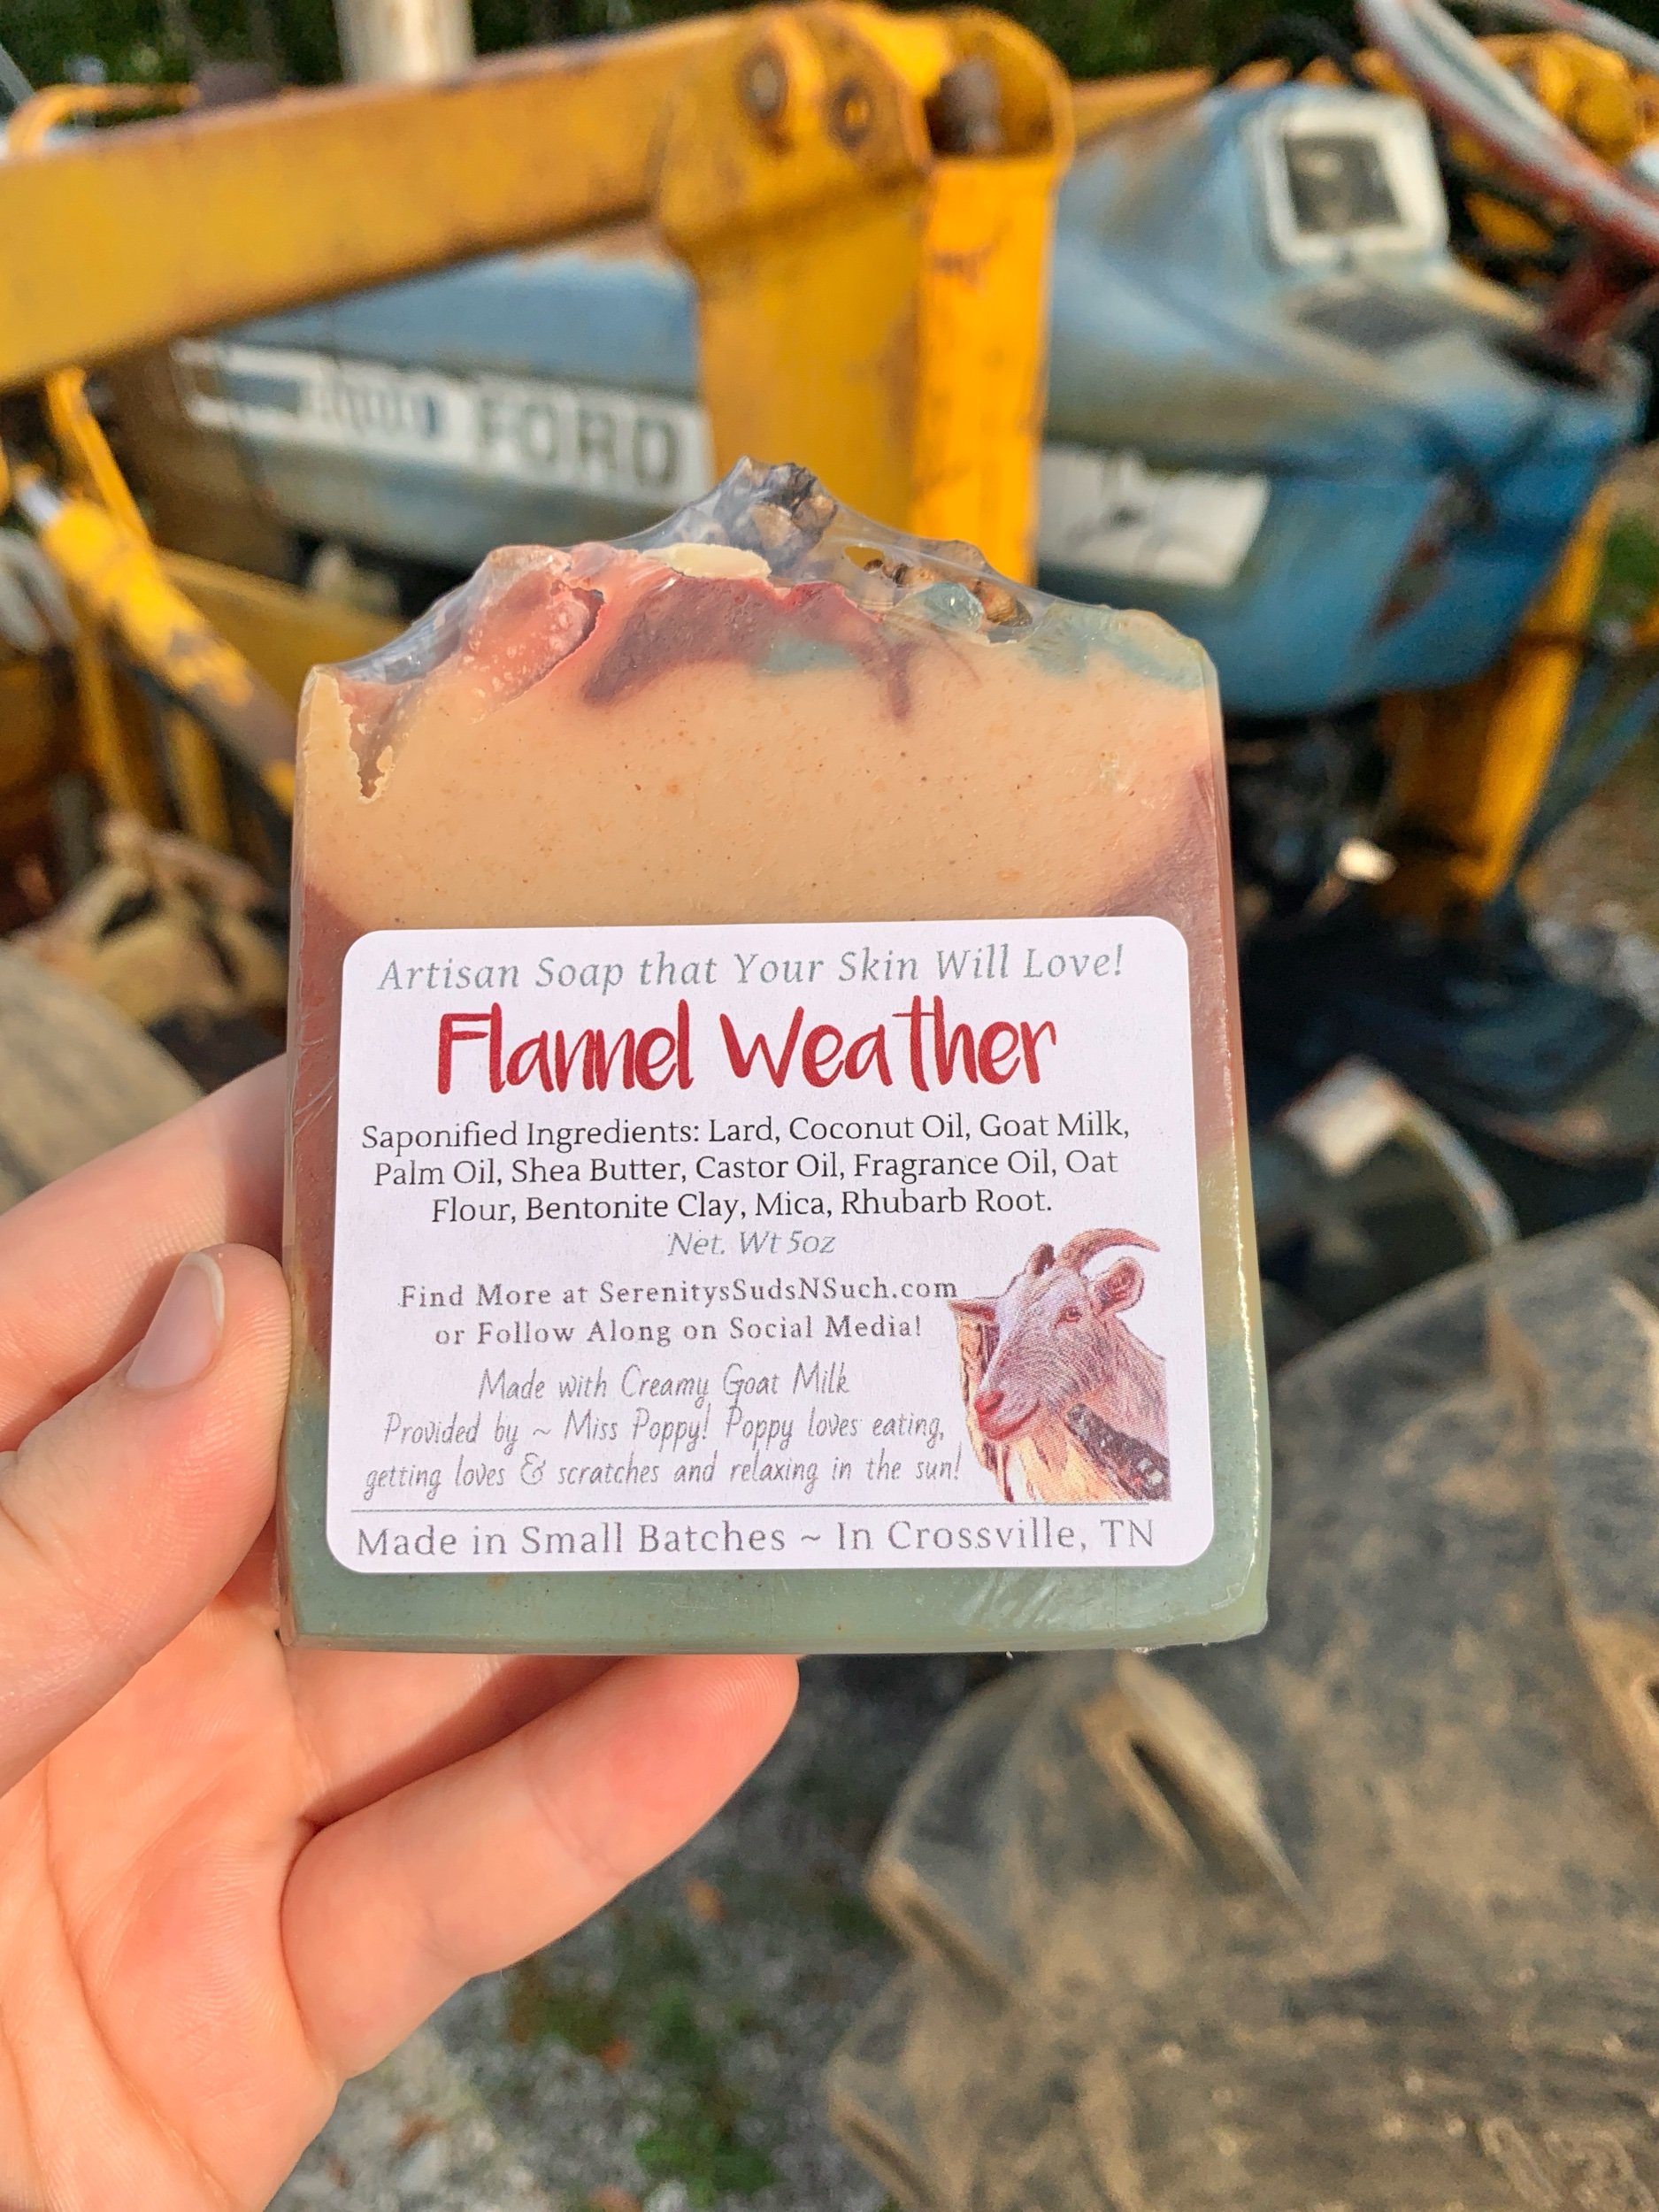 FORD
Artisan Soap that Your Skin Will Love!
Flannel Weather
Saponified Ingredients: Lard, Coconut Oil, Goat Milk,
Palm Oil, Shea Butter, Castor Oil, Fragrance Oil, Oat
Flour, Bentonite Clay, Mica, Rhubarb Root.
Net. Wt 5oz
Find More at SerenitysSudsNSuch.com
or Follow Along on Social Media!
Made with Creamy Goat Milk
Provided by ~ Miss Poppy! Poppy loves eating,
getting loves & scratches and relaxing in the sun!
Made in Small Batches ~ In Crossville, TN